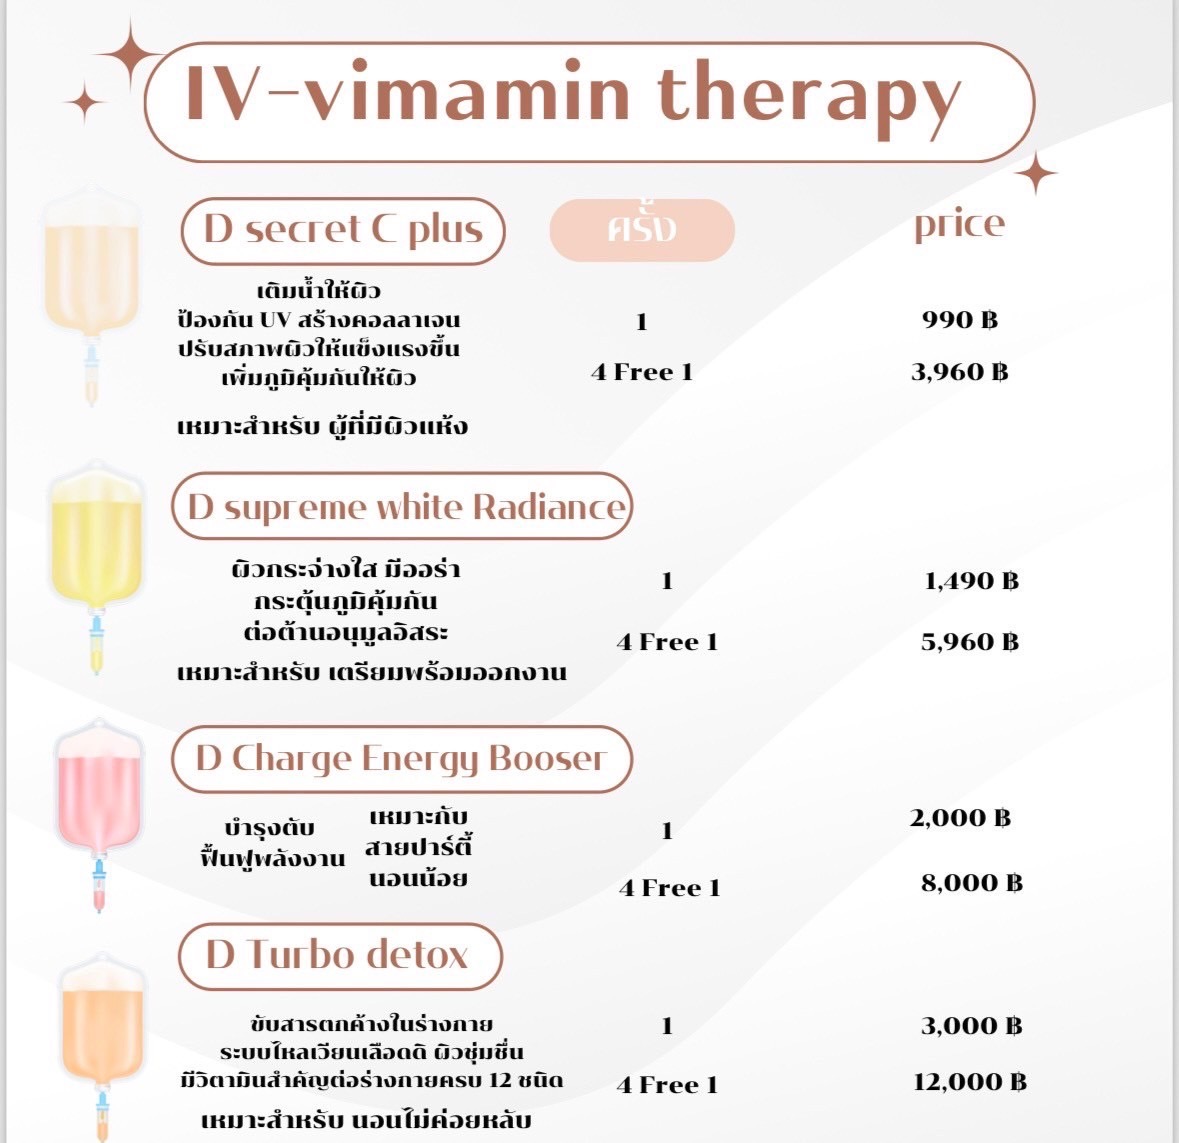 IV-vimamin therapy
D secret C plus
ครั้ง
price
เติมน้ำให้ผิว
ป้องกัน UV สร้างคอลลาเจน
ปรับสภาพผิวให้แข็งแรงขึ้น
เพิ่มภูมิคุ้มกันให้ผิว
1
990 ฿
4 Free 1
3,960 ฿
เหมาะสำหรับ ผู้ที่มีผิวแห้ง
D supreme white Radiance
ผิวกระจ่างใส มีออร่า
กระตุ้นภูมิคุ้มกัน
ต่อต้านอนุมูลอิสระ
1
1,490 ฿
4 Free 1
5,960 ฿
เหมาะสำหรับ เตรียมพร้อมออกงาน
D Charge Energy Booser
บำรุงตับ
ฟื้นฟูพลังงาน
เหมาะกับ
สายปาร์ตี้
นอนน้อย
1
2,000 ฿
4 Free 1
8,000 ฿
D Turbo detox
ขับสารตกค้างในร่างกาย
ระบบไหลเวียนเลือดดิ ผิวชุ่มชื่น
มีวิตามินสำคัญต่อร่างกายครบ 12 ชนิด
1
3,000 ฿
4 Free 1
12,000 ฿
เหมาะสำหรับ นอนไม่ค่อยหลับ